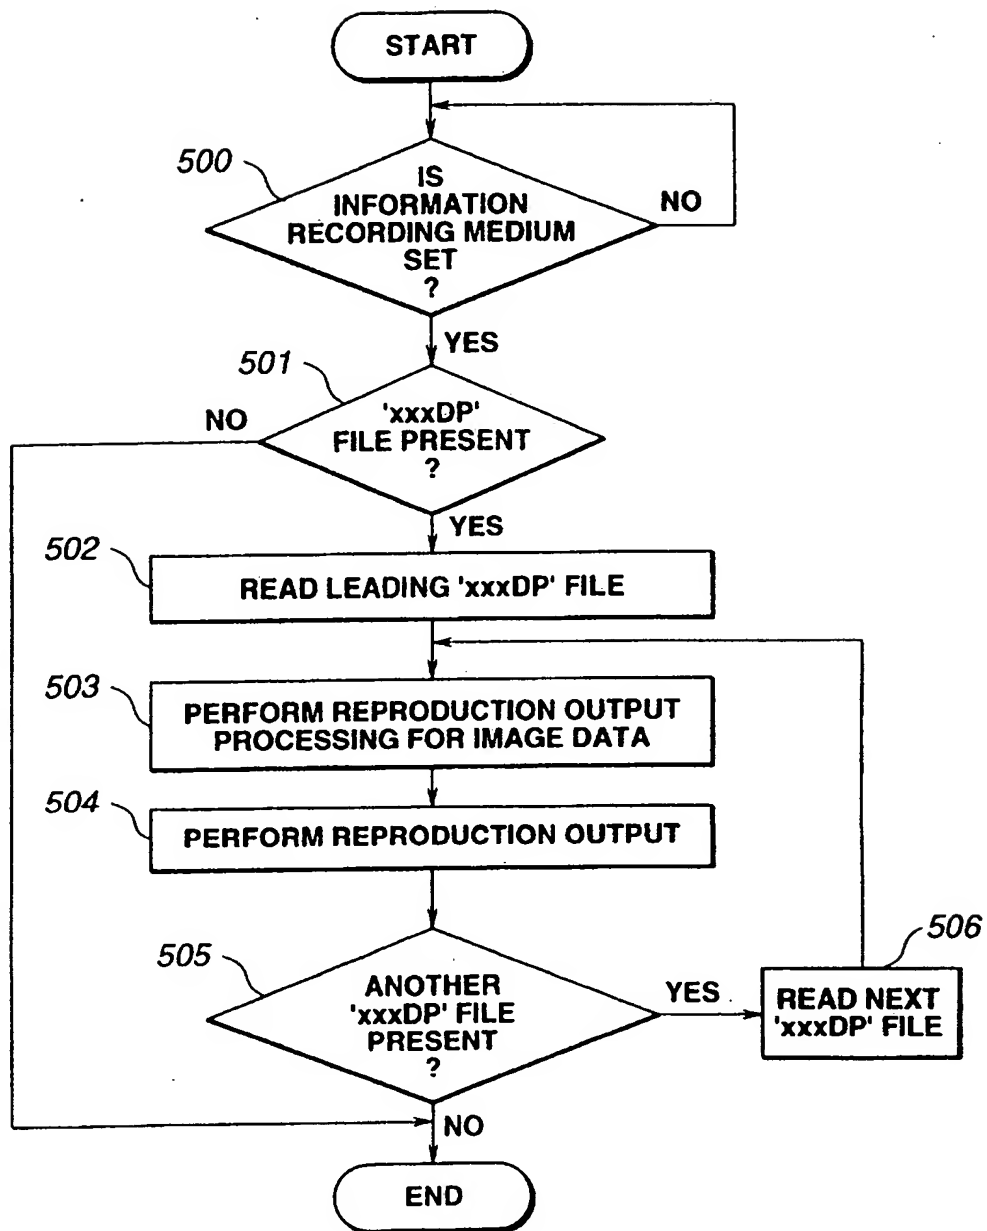 START
500
IS
INFORMATION
RECORDING MEDIUM
SET
?
NO
YES
501
'xxxDP'
FILE PRESENT
?
NO
YES
502
READ LEADING 'xxxDP' FILE
503
PERFORM REPRODUCTION OUTPUT
PROCESSING FOR IMAGE DATA
504
PERFORM REPRODUCTION OUTPUT
505
ANOTHER
'xxxDP' FILE
PRESENT
?
YES
506
READ NEXT
'xxxDP' FILE
NO
END